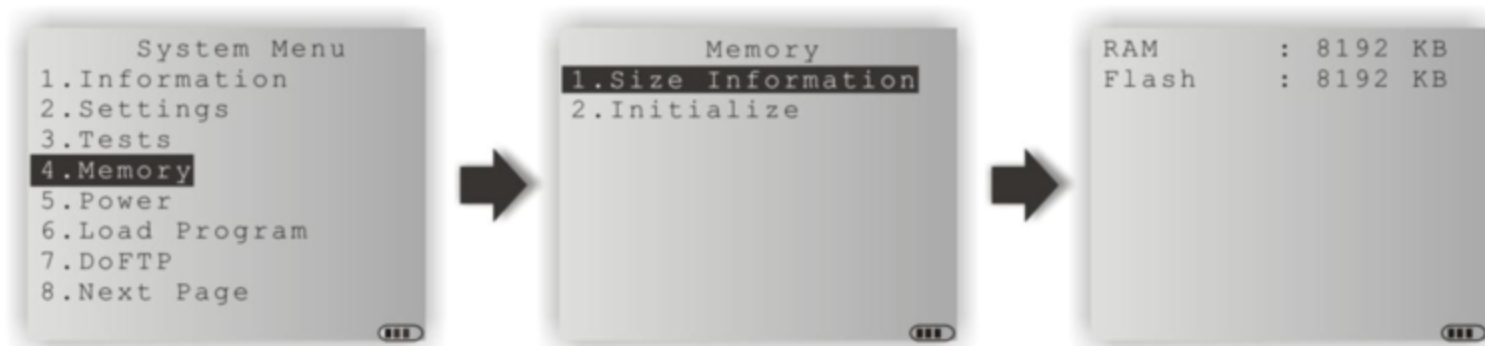 System Menu
1.Information
2.Settings
3.Tests
4.Memory
5.Power
6.Load Program
7.DoFTP
8.Next Page
Memory
1.Size Information
2.Initialize
RAM : 8192 KB
Flash : 8192 KB